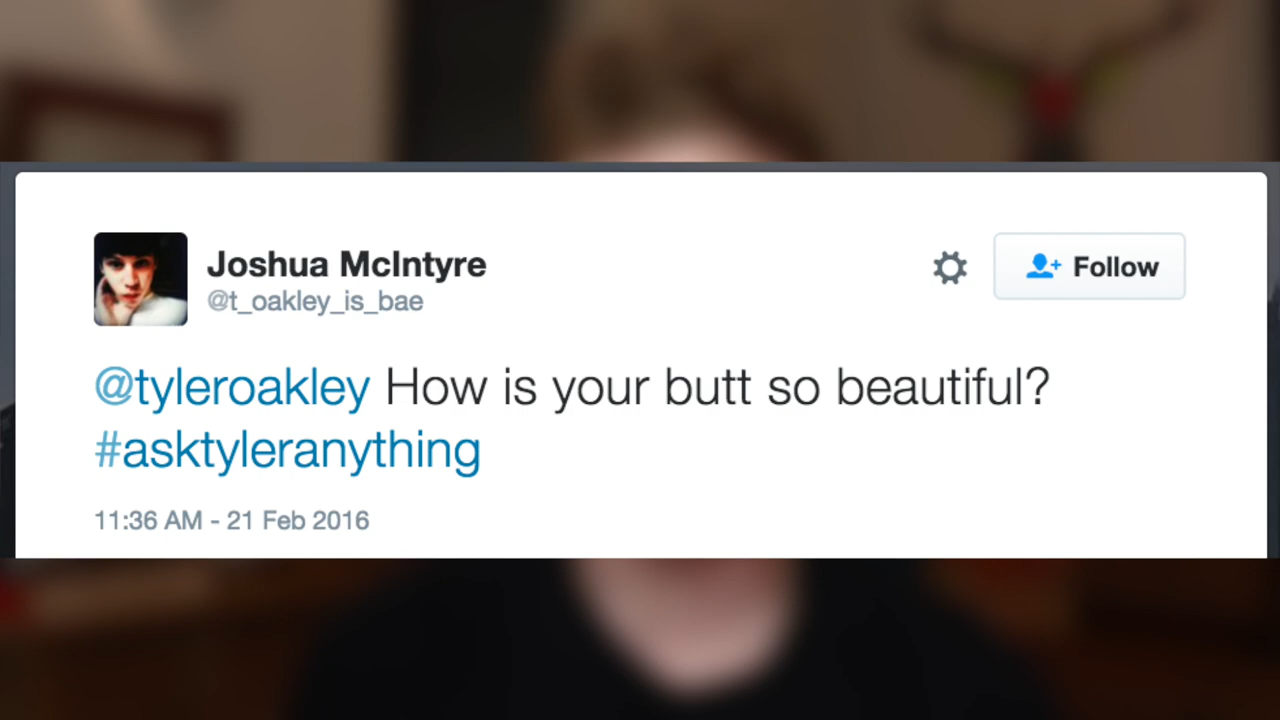 Joshua McIntyre
@t_oakley_is_bae
Follow
@tyleroakley How is your butt so beautiful?
#asktyleranything
11:36 AM - 21 Feb 2016